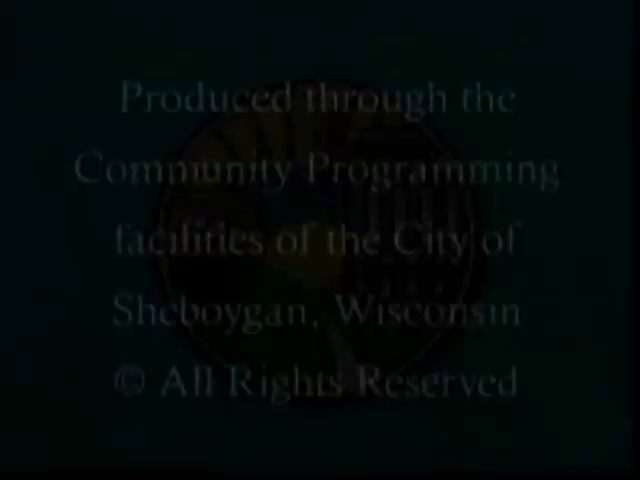 Produced through the
Community Programming
facilities of the City of
Sheboygan, Wisconsin
© All Rights Reserved